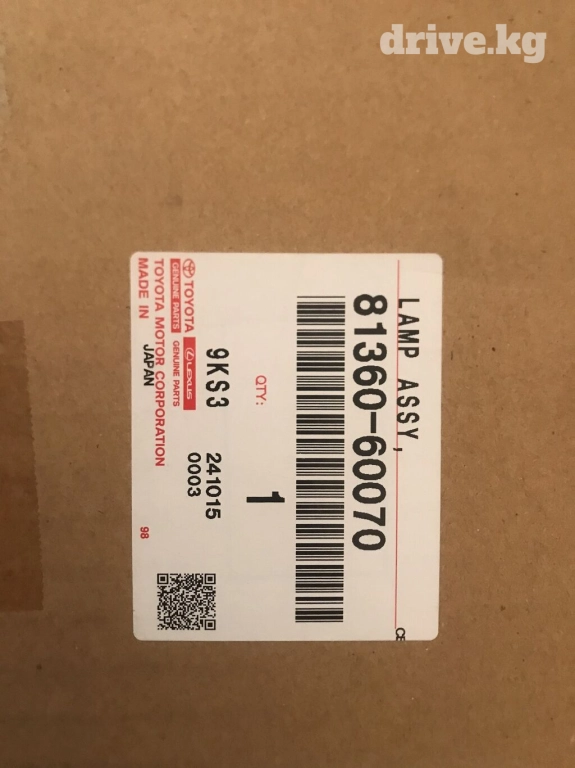 drive.kg
LAMP ASSY,
81360-60070
QTY: 1
9KS3 241015
0003
TOYOTA LEXUS
GENUINE PARTS GENUINE PARTS
TOYOTA MOTOR CORPORATION
MADE IN JAPAN
98